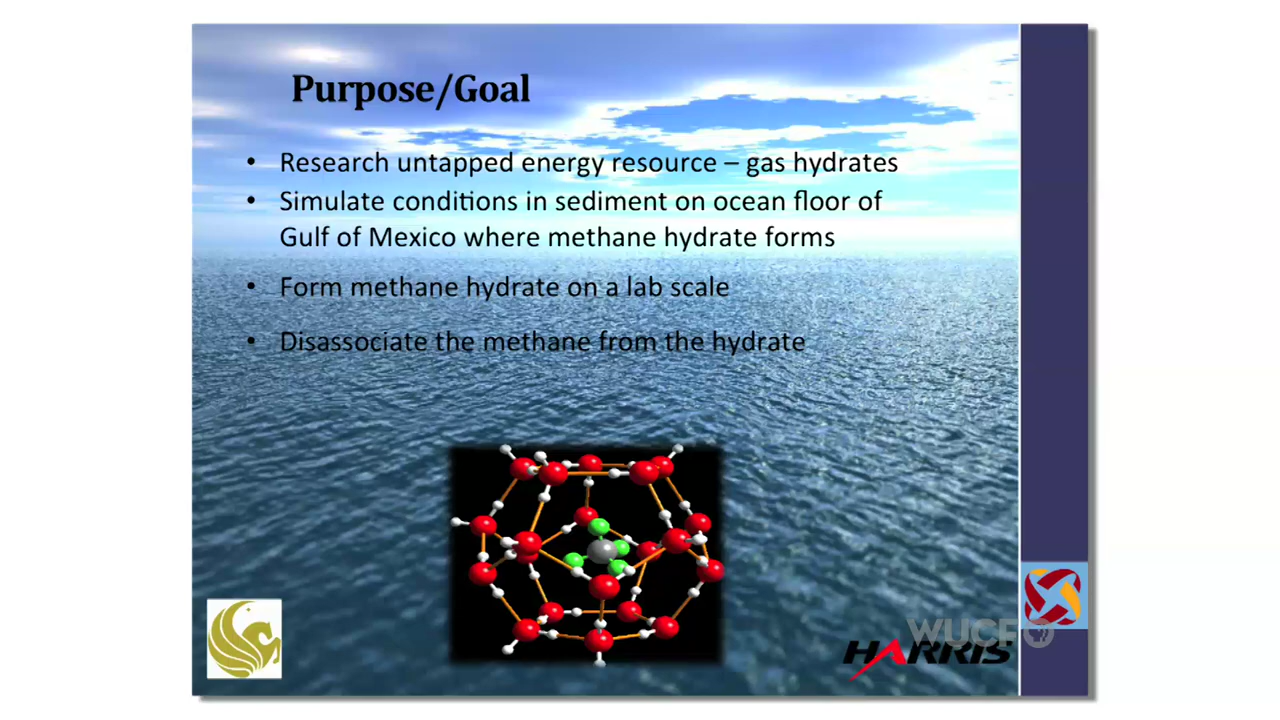 Purpose/Goal
• Research untapped energy resource – gas hydrates
• Simulate conditions in sediment on ocean floor of
Gulf of Mexico where methane hydrate forms
• Form methane hydrate on a lab scale
• Disassociate the methane from the hydrate
WUCF
HARRIS